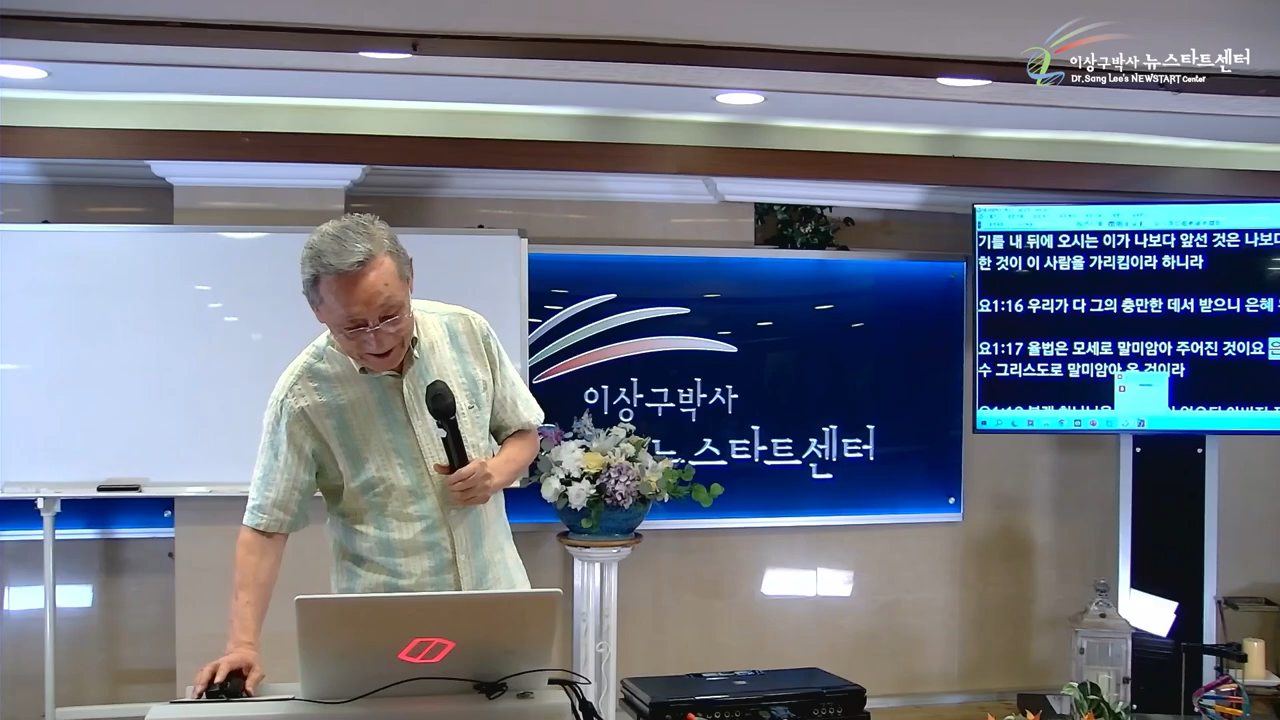 이상구박사 뉴스타트센터
Dr. Sang Lee's NEWSTART Center
기를 내 뒤에 오시는 이가 나보다 앞선 것은 나보다
한 것이 이 사람을 가리킴이라 하니라
요1:16 우리가 다 그의 충만한 데서 받으니 은혜
요1:17 율법은 모세로 말미암아 주어진 것이요 은
수 그리스도로 말미암아 온 것이라
이상구박사
뉴스타트센터